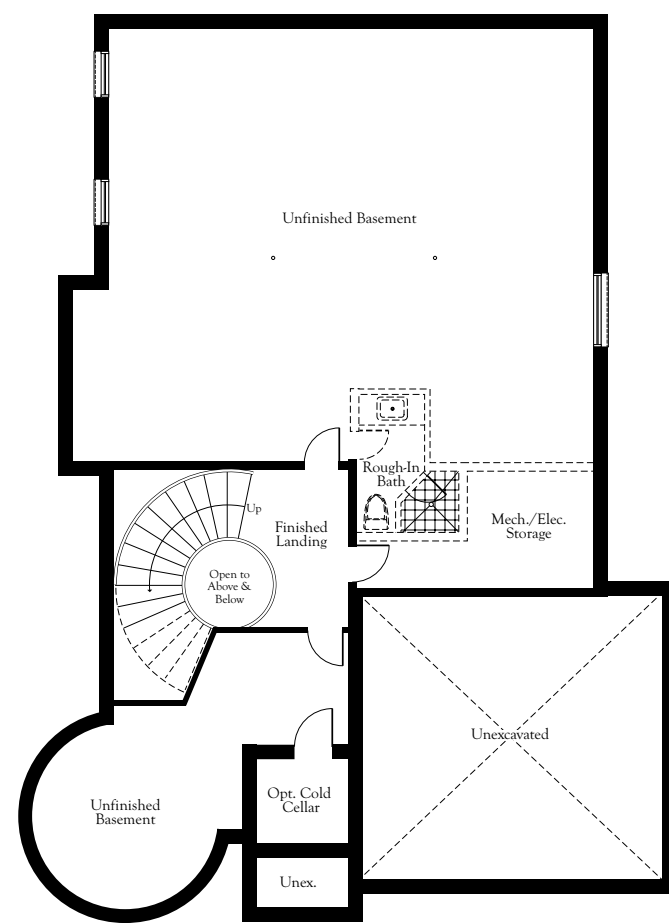 Unfinished Basement
Rough-In
Bath
Up
Finished
Landing
Mech./Elec.
Storage
Open to
Above &
Below
Unexcavated
Opt. Cold
Cellar
Unfinished
Basement
Unex.